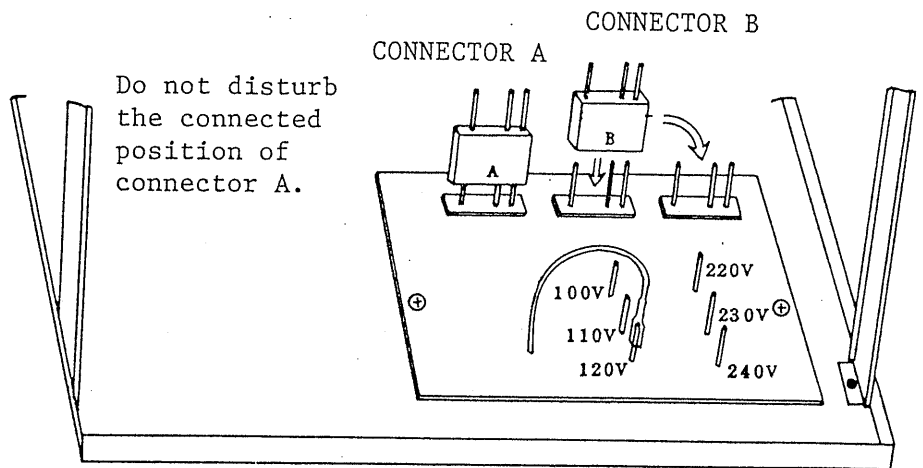 CONNECTOR B
CONNECTOR A
Do not disturb
the connected
position of
connector A.
A
B
100V
110V
120V
220V
230V
240V